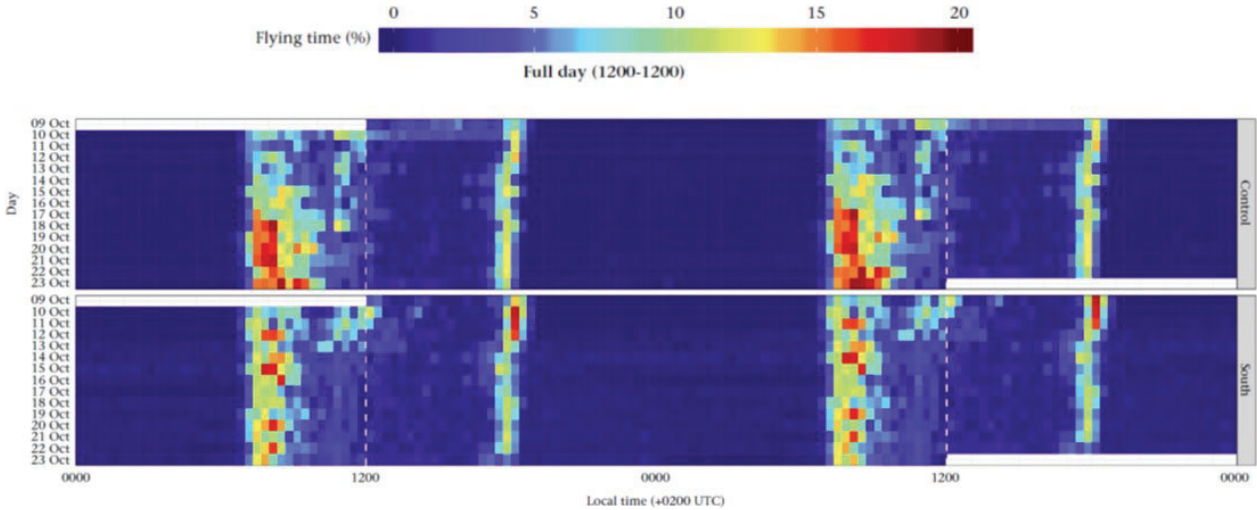 0 5 10 15 20
Flying time (%)
Full day (1200-1200)
09 Oct
10 Oct
11 Oct
12 Oct
13 Oct
14 Oct
15 Oct
16 Oct
17 Oct
18 Oct
19 Oct
20 Oct
21 Oct
22 Oct
23 Oct
Control
Day
09 Oct
10 Oct
11 Oct
12 Oct
13 Oct
14 Oct
15 Oct
16 Oct
17 Oct
18 Oct
19 Oct
20 Oct
21 Oct
22 Oct
23 Oct
South
0000 1200 0000 1200 0000
Local time (+0200 UTC)